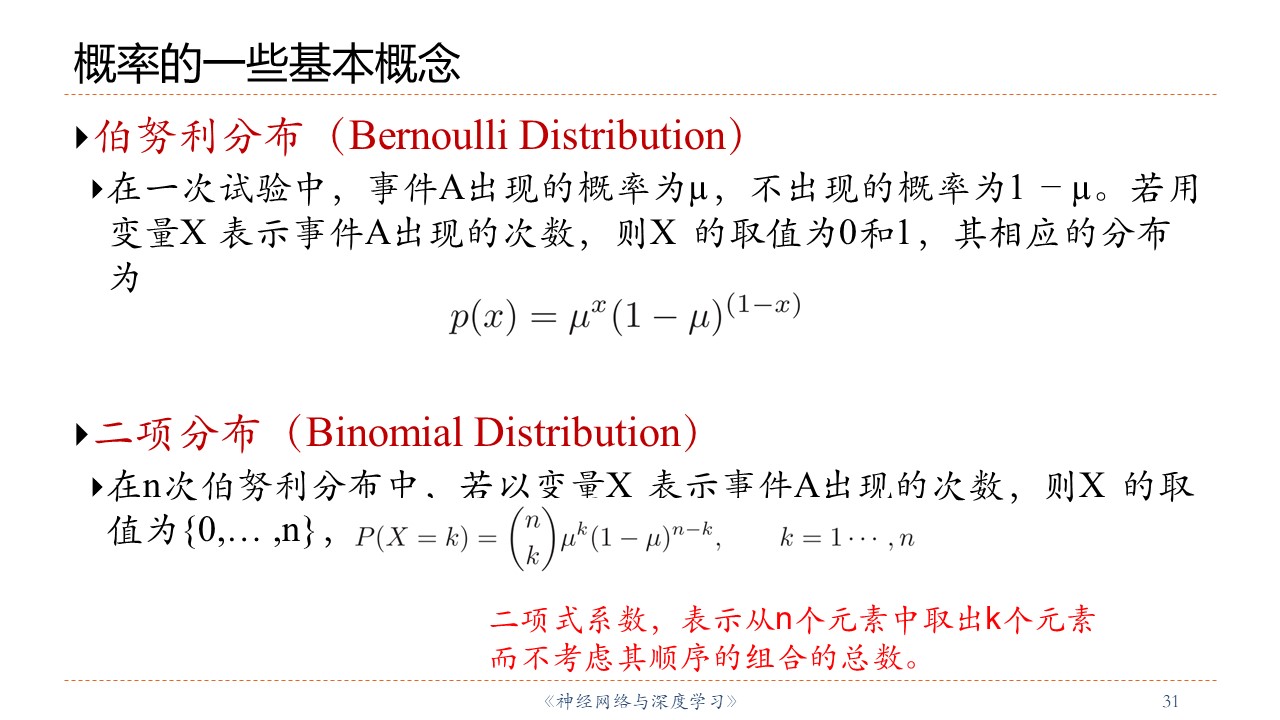 概率的一些基本概念
伯努利分布（Bernoulli Distribution）
在一次试验中，事件A出现的概率为μ，不出现的概率为1 − μ。若用
变量X 表示事件A出现的次数，则X 的取值为0和1，其相应的分布
为
p(x) = μ^x(1 − μ)^(1−x)
二项分布（Binomial Distribution）
在n次伯努利分布中，若以变量X 表示事件A出现的次数，则X 的取
值为{0,… ,n}， P(X = k) = \binom{n}{k} μ^k(1 − μ)^{n−k}, k = 1 ⋯ , n
二项式系数，表示从n个元素中取出k个元素
而不考虑其顺序的组合的总数。
《神经网络与深度学习》 31